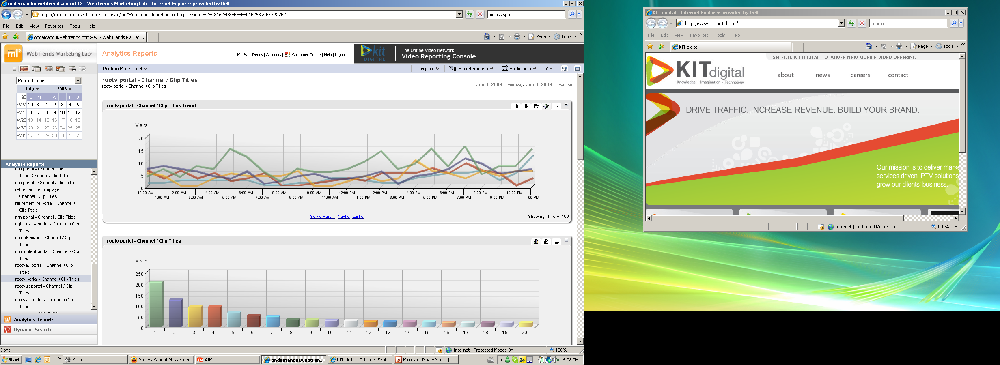 ondemandui.webtrends.com:443 - WebTrends Marketing Lab - Internet Explorer provided by Dell
https://ondemandui.webtrends.com/wrc/bin/WebTrendsReportingCenter;jsessionid=7BC8162ED8FFFBF50152689CEE79C7E7
excess spa
File Edit View Favorites Tools Help
ondemandui.webtrends.com:443 - WebTrends Market...
Page Tools
WebTrends Marketing Lab
Analytics Reports
My WebTrends | Accounts | Customer Center | Help | Logout
kit DIGITAL
The Online Video Network
Video Reporting Console
Profile: Roo Sites 4
Template Export Reports Bookmarks ?
Report Period
July 2008
Q3 S M T W T F S
W27 29 30 1 2 3 4 5
W28 6 7 8 9 10 11 12
W29 13 14 15 16 17 18 19
W30 20 21 22 23 24 25 26
W31 27 28 29 30 31 1 2
Analytics Reports
rcn portal - Channel / Clip
Titles_Channel / Clip Titles
rec portal - Channel / Clip Titles
retirementlife miniplayer -
Channel / Clip Titles
retirementlife portal - Channel /
Clip Titles
rhn portal - Channel / Clip Titles
rightnowtv portal - Channel / Clip
Titles
rockg6 music - Channel / Clip
Titles
roocontent portal - Channel / Clip
Titles
rootvau portal - Channel / Clip
Titles
rootv portal - Channel / Clip Titles
rootvuk portal - Channel / Clip
Titles
rootvza portal - Channel / Clip
Titles
Analytics Reports
Dynamic Search
rootv portal - Channel / Clip Titles
rootv portal - Channel / Clip Titles
Jun 1, 2008 (12:00 AM) - Jun 1, 2008 (11:59 PM)
rootv portal - Channel / Clip Titles Trend
Visits
20
15
10
5
0
12:00 AM 2:00 AM 4:00 AM 6:00 AM 8:00 AM 10:00 AM 12:00 PM 2:00 PM 4:00 PM 6:00 PM 8:00 PM 10:00 PM
1:00 AM 3:00 AM 5:00 AM 7:00 AM 9:00 AM 11:00 AM 1:00 PM 3:00 PM 5:00 PM 7:00 PM 9:00 PM 11:00 PM
Go Forward 1 Next 5 Last 5
Showing: 1 - 5 of 100
rootv portal - Channel / Clip Titles
Visits
250
200
150
100
50
0
1 2 3 4 5 6 7 8 9 10 11 12 13 14 15 16 17 18 19 20
Done
Internet | Protected Mode: On
100%
Start
X-Lite
Rogers Yahoo! Messenger
AIM
ondemandui.webtren...
KIT digital - Internet Expl...
Microsoft PowerPoint - [...
24
6:08 PM
KIT digital - Internet Explorer provided by Dell
http://www.kit-digital.com/
Google
File Edit View Favorites Tools Help
KIT digital
Page Tools
SELECTS KIT DIGITAL TO POWER NEW MOBILE VIDEO OFFERING
KITdigital
Knowledge • Imagination • Technology
about news careers contact
DRIVE TRAFFIC. INCREASE REVENUE. BUILD YOUR BRAND.
Our mission is to deliver marke
services driven IPTV solutions
grow our clients' business.
Internet | Protected Mode: On
100%